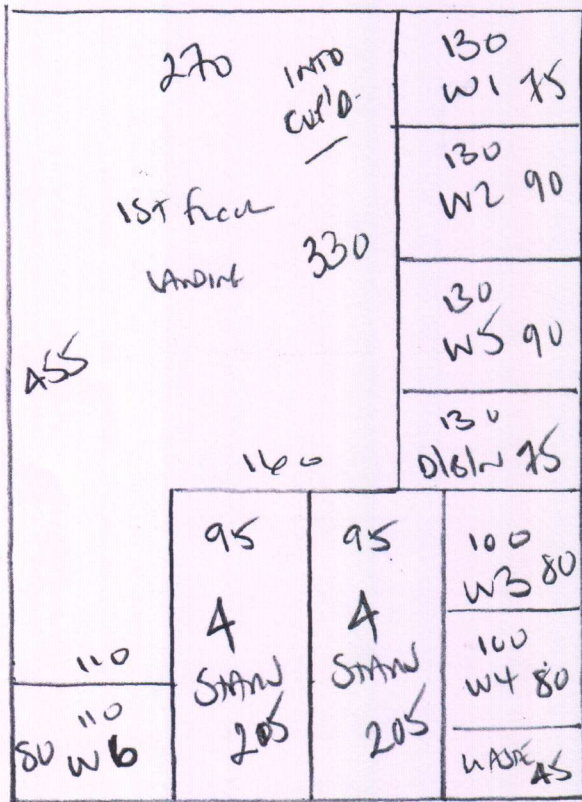 270 INTO
CUP'D
1ST FLOOR
LANDING 330
455
160
110
130
W1 75
130
W2 90
130
W5 90
130
D/B/N 75
95
4
STAIRS
205
95
4
STAIRS
205
100
W3 80
100
W4 80
WASTE 45
110
80 W6